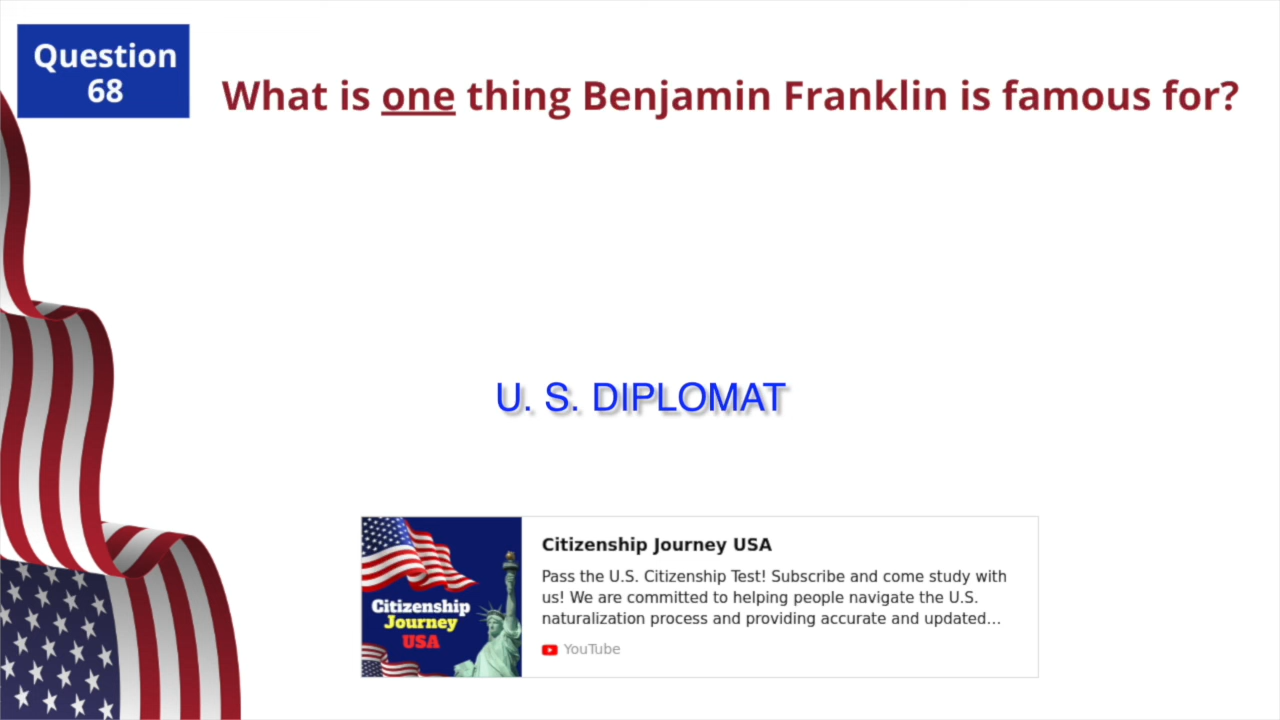 Question
68
What is one thing Benjamin Franklin is famous for?
U. S. DIPLOMAT
Citizenship
Journey
USA
Citizenship Journey USA
Pass the U.S. Citizenship Test! Subscribe and come study with
us! We are committed to helping people navigate the U.S.
naturalization process and providing accurate and updated...
YouTube